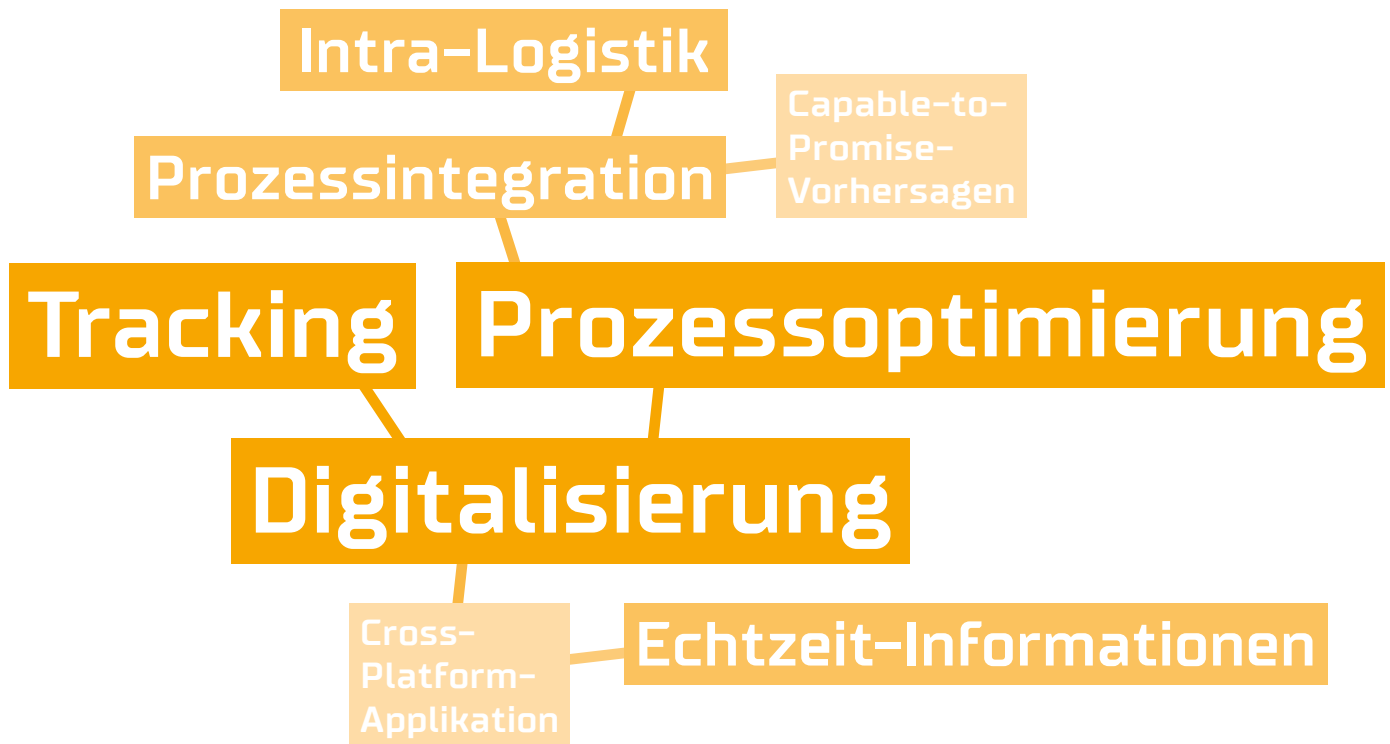 Intra-Logistik
Capable-to-
Promise-
Vorhersagen
Prozessintegration
Tracking
Prozessoptimierung
Digitalisierung
Cross-
Platform-
Applikation
Echtzeit-Informationen